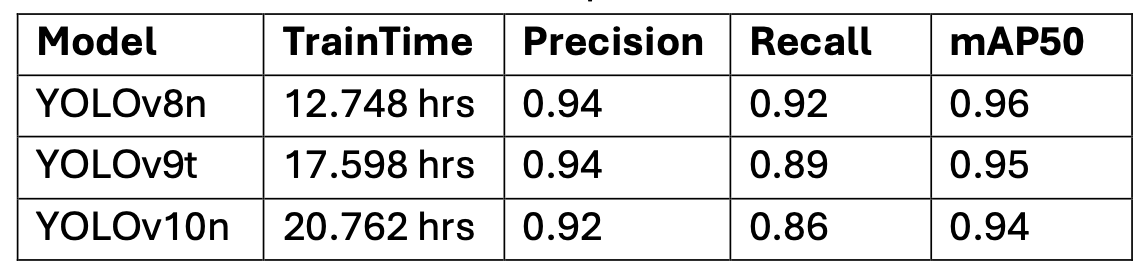 Model TrainTime Precision Recall mAP50
YOLOv8n 12.748 hrs 0.94 0.92 0.96
YOLOv9t 17.598 hrs 0.94 0.89 0.95
YOLOv10n 20.762 hrs 0.92 0.86 0.94